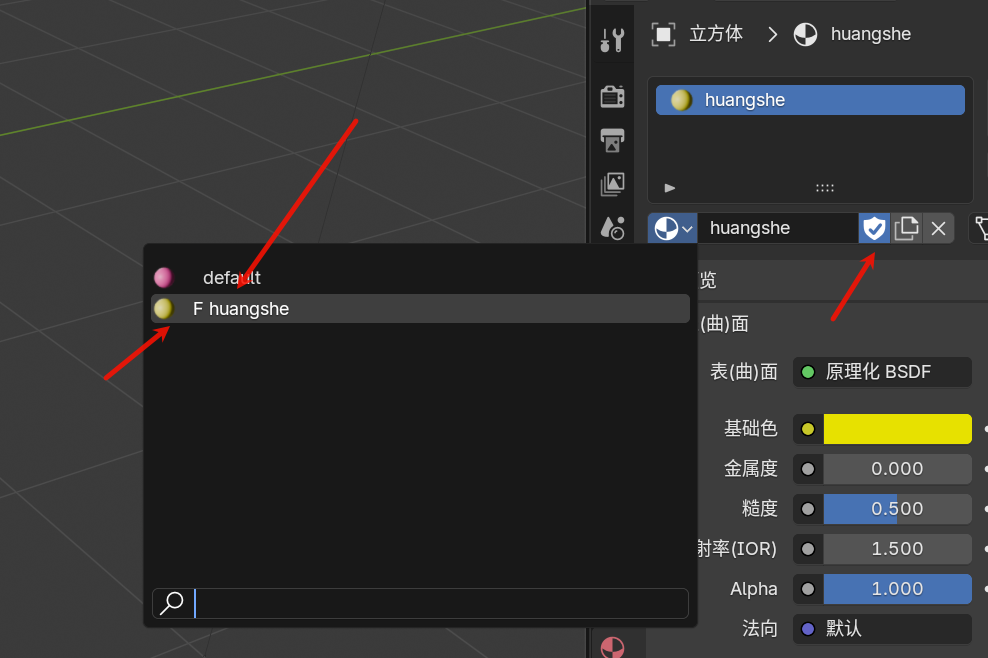 立方体 huangshe
huangshe
huangshe
default
F huangshe
览
(曲)面
表(曲)面 原理化 BSDF
基础色
金属度 0.000
糙度 0.500
射率(IOR) 1.500
Alpha 1.000
法向 默认